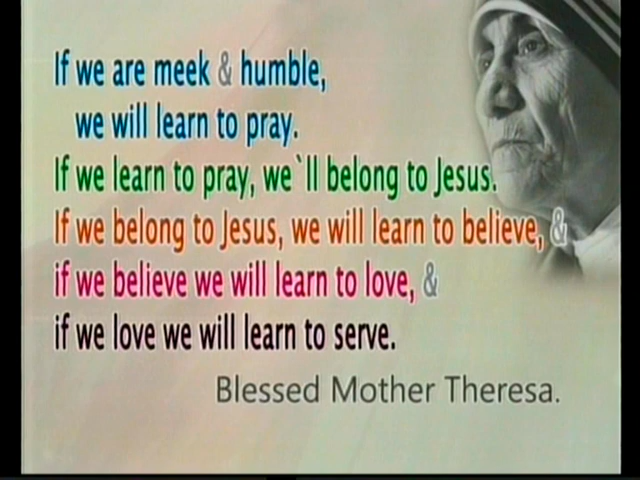 If we are meek & humble,
we will learn to pray.
If we learn to pray, we`ll belong to Jesus.
If we belong to Jesus, we will learn to believe, &
if we believe we will learn to love, &
if we love we will learn to serve.
Blessed Mother Theresa.